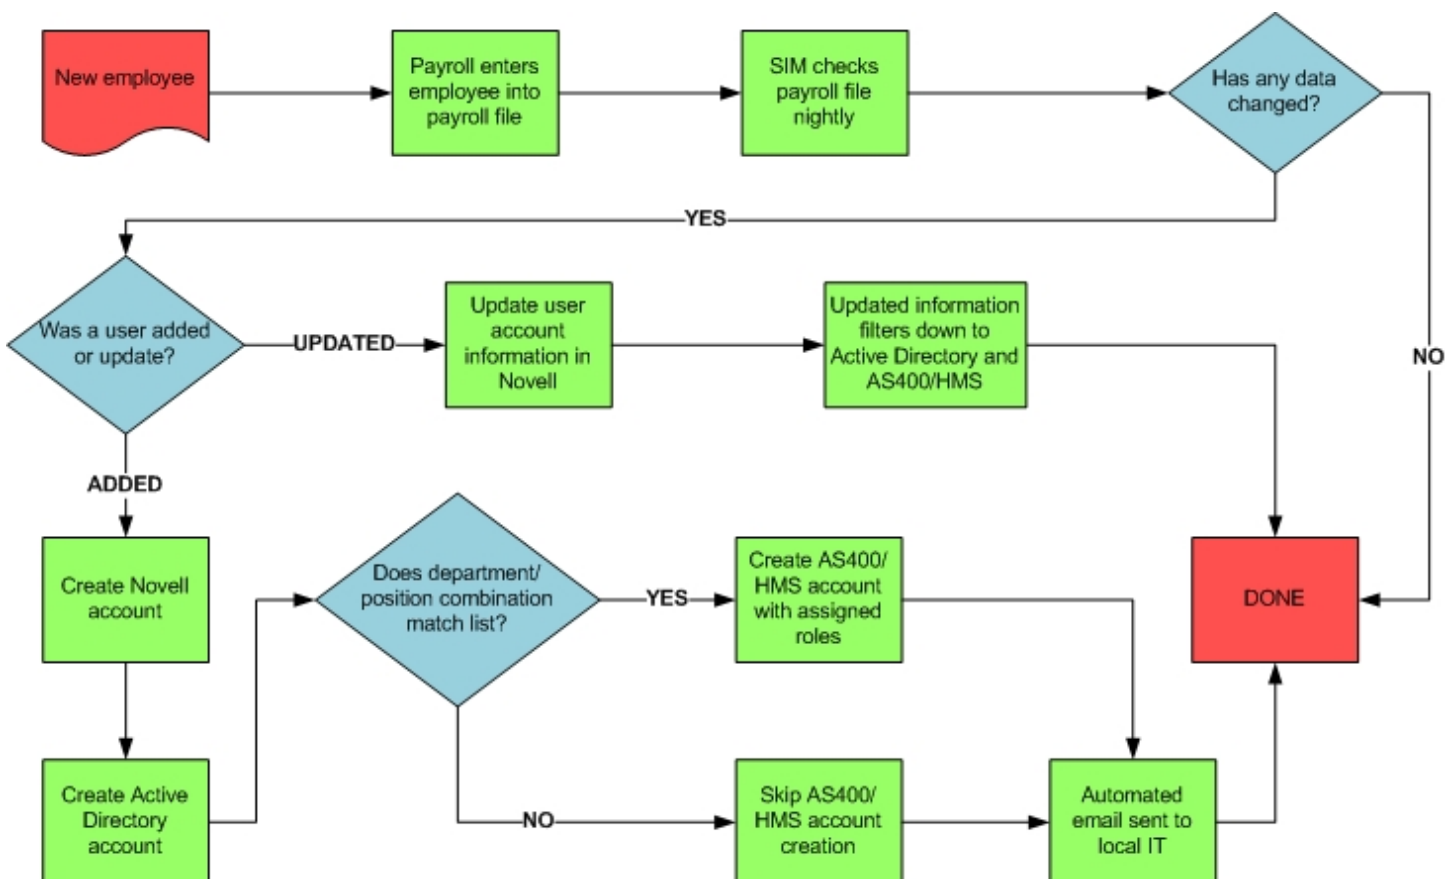 New employee
Payroll enters
employee into
payroll file
SIM checks
payroll file
nightly
Has any data
changed?
YES
NO
Was a user added
or update?
UPDATED
Update user
account
information in
Novell
Updated information
filters down to
Active Directory and
AS400/HMS
ADDED
Create Novell
account
Does department/
position combination
match list?
YES
Create AS400/
HMS account
with assigned
roles
DONE
Create Active
Directory
account
NO
Skip AS400/
HMS account
creation
Automated
email sent to
local IT